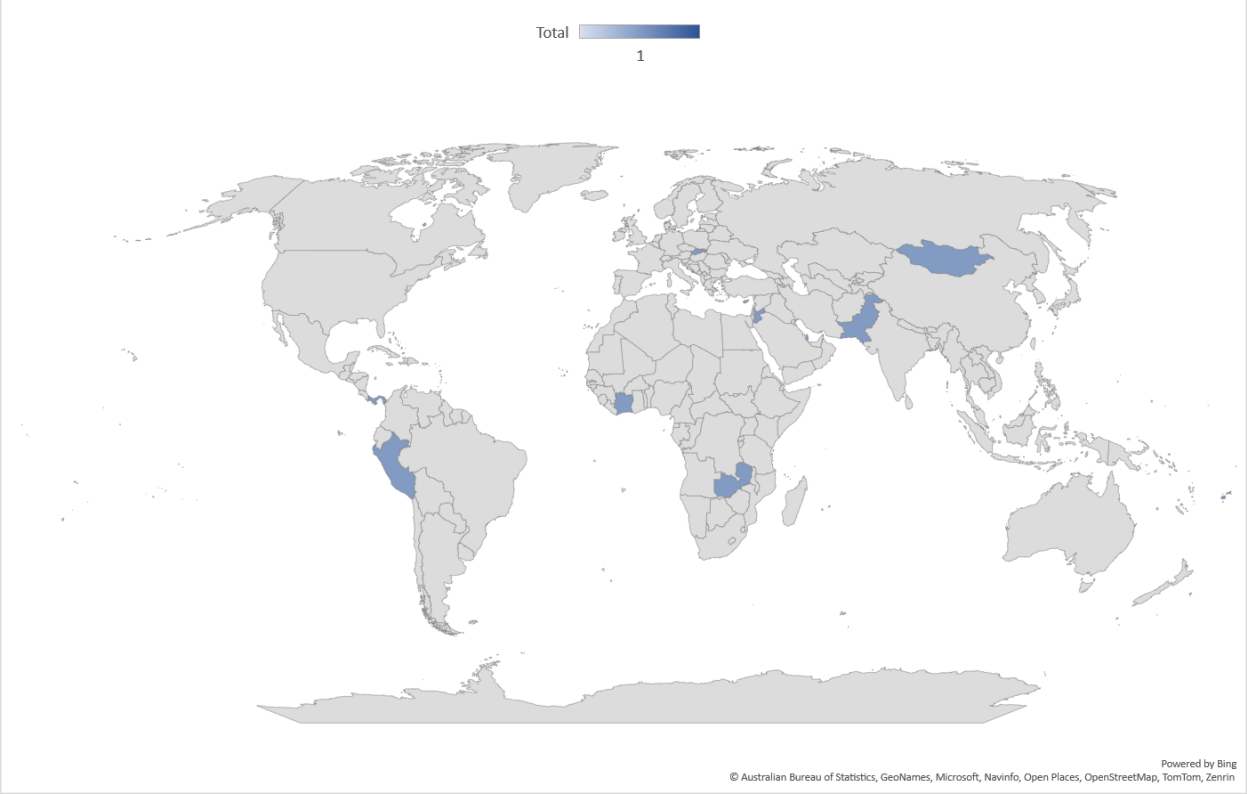 Total
1
Powered by Bing
© Australian Bureau of Statistics, GeoNames, Microsoft, Navinfo, Open Places, OpenStreetMap, TomTom, Zenrin